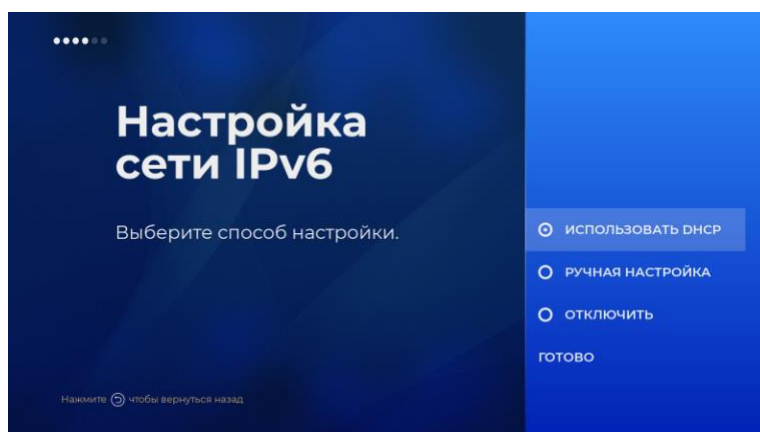 Настройка
сети IPv6
Выберите способ настройки.
ИСПОЛЬЗОВАТЬ DHCP
РУЧНАЯ НАСТРОЙКА
ОТКЛЮЧИТЬ
ГОТОВО
Нажмите чтобы вернуться назад